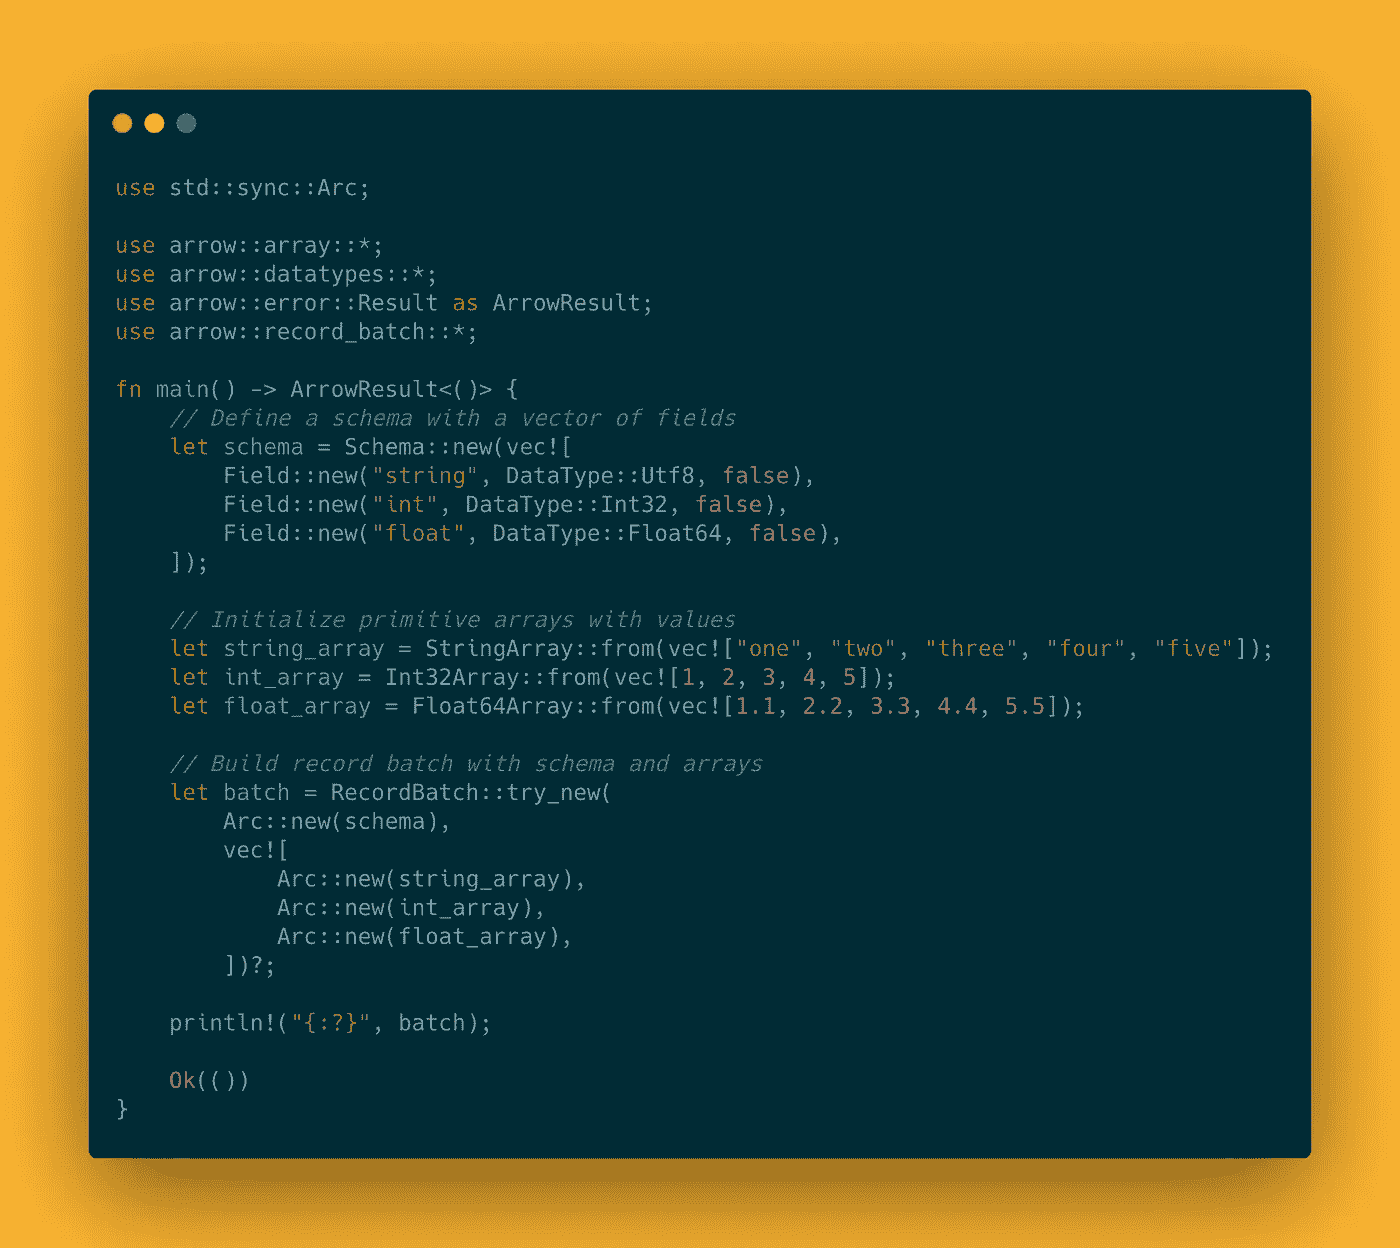 use std::sync::Arc;

use arrow::array::*;
use arrow::datatypes::*;
use arrow::error::Result as ArrowResult;
use arrow::record_batch::*;

fn main() -> ArrowResult<()> {
    // Define a schema with a vector of fields
    let schema = Schema::new(vec![
        Field::new("string", DataType::Utf8, false),
        Field::new("int", DataType::Int32, false),
        Field::new("float", DataType::Float64, false),
    ]);

    // Initialize primitive arrays with values
    let string_array = StringArray::from(vec!["one", "two", "three", "four", "five"]);
    let int_array = Int32Array::from(vec![1, 2, 3, 4, 5]);
    let float_array = Float64Array::from(vec![1.1, 2.2, 3.3, 4.4, 5.5]);

    // Build record batch with schema and arrays
    let batch = RecordBatch::try_new(
        Arc::new(schema),
        vec![
            Arc::new(string_array),
            Arc::new(int_array),
            Arc::new(float_array),
        ])?;

    println!("{:?}", batch);

    Ok(())
}